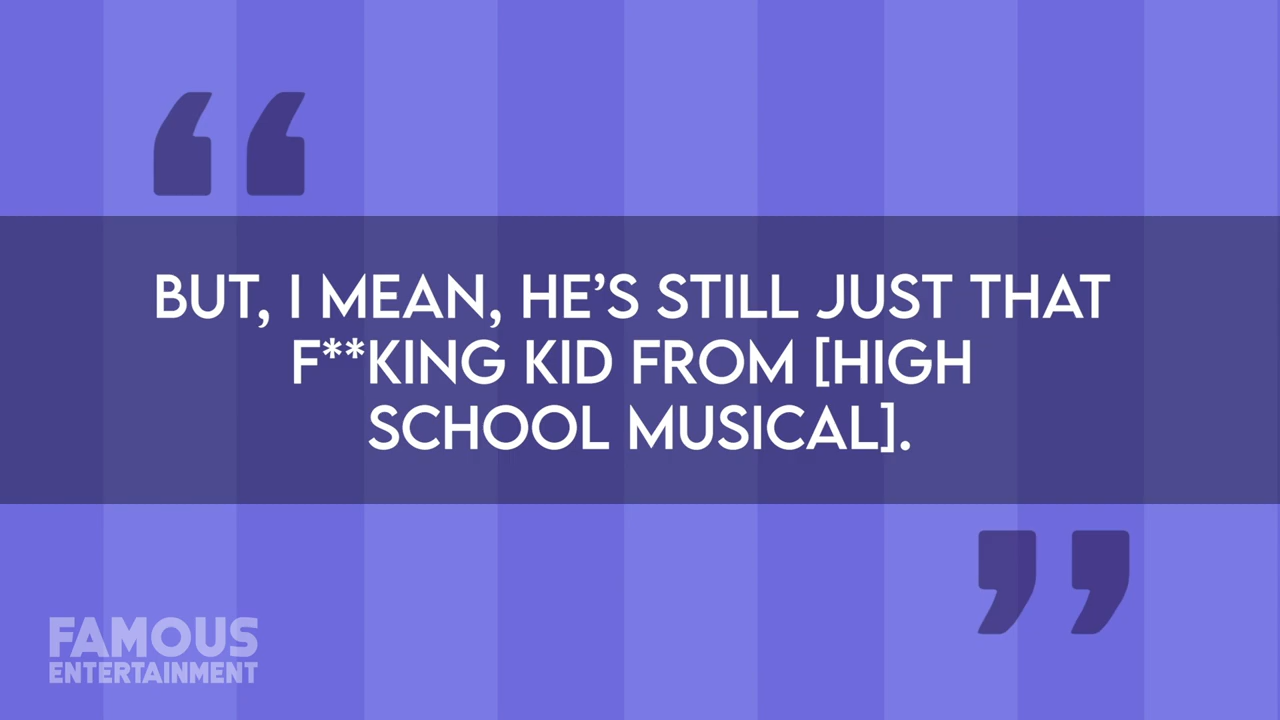 “
BUT, I MEAN, HE’S STILL JUST THAT
F**KING KID FROM [HIGH
SCHOOL MUSICAL].
”
FAMOUS
ENTERTAINMENT